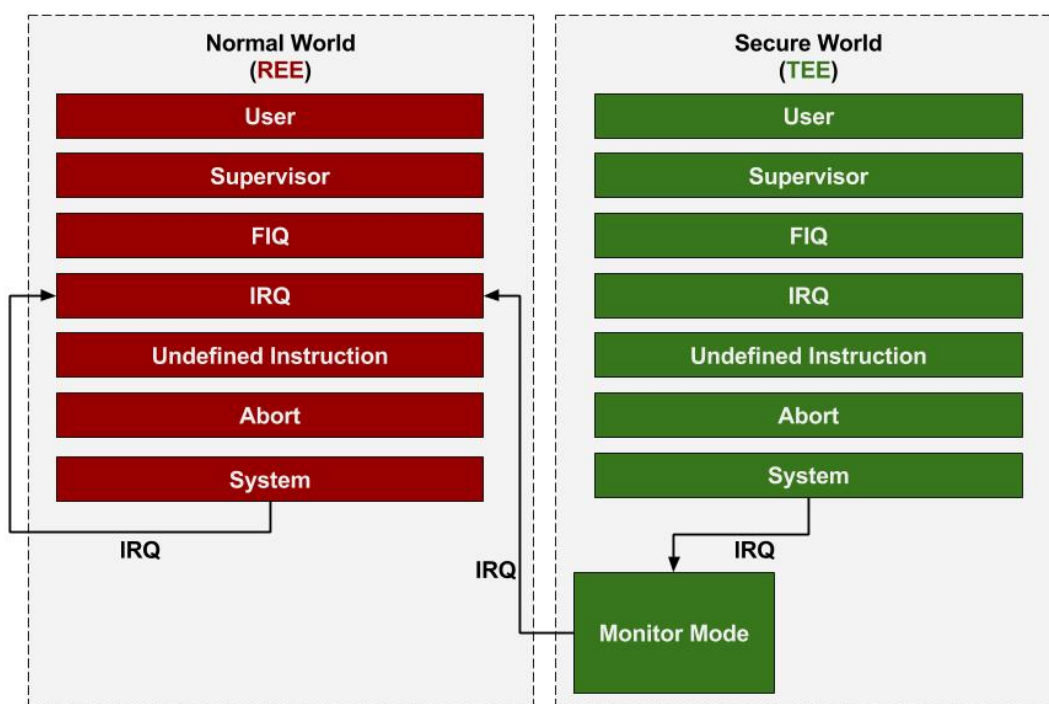 Normal World
(REE)
User
Supervisor
FIQ
IRQ
Undefined Instruction
Abort
System
IRQ
IRQ
Secure World
(TEE)
User
Supervisor
FIQ
IRQ
Undefined Instruction
Abort
System
IRQ
Monitor Mode